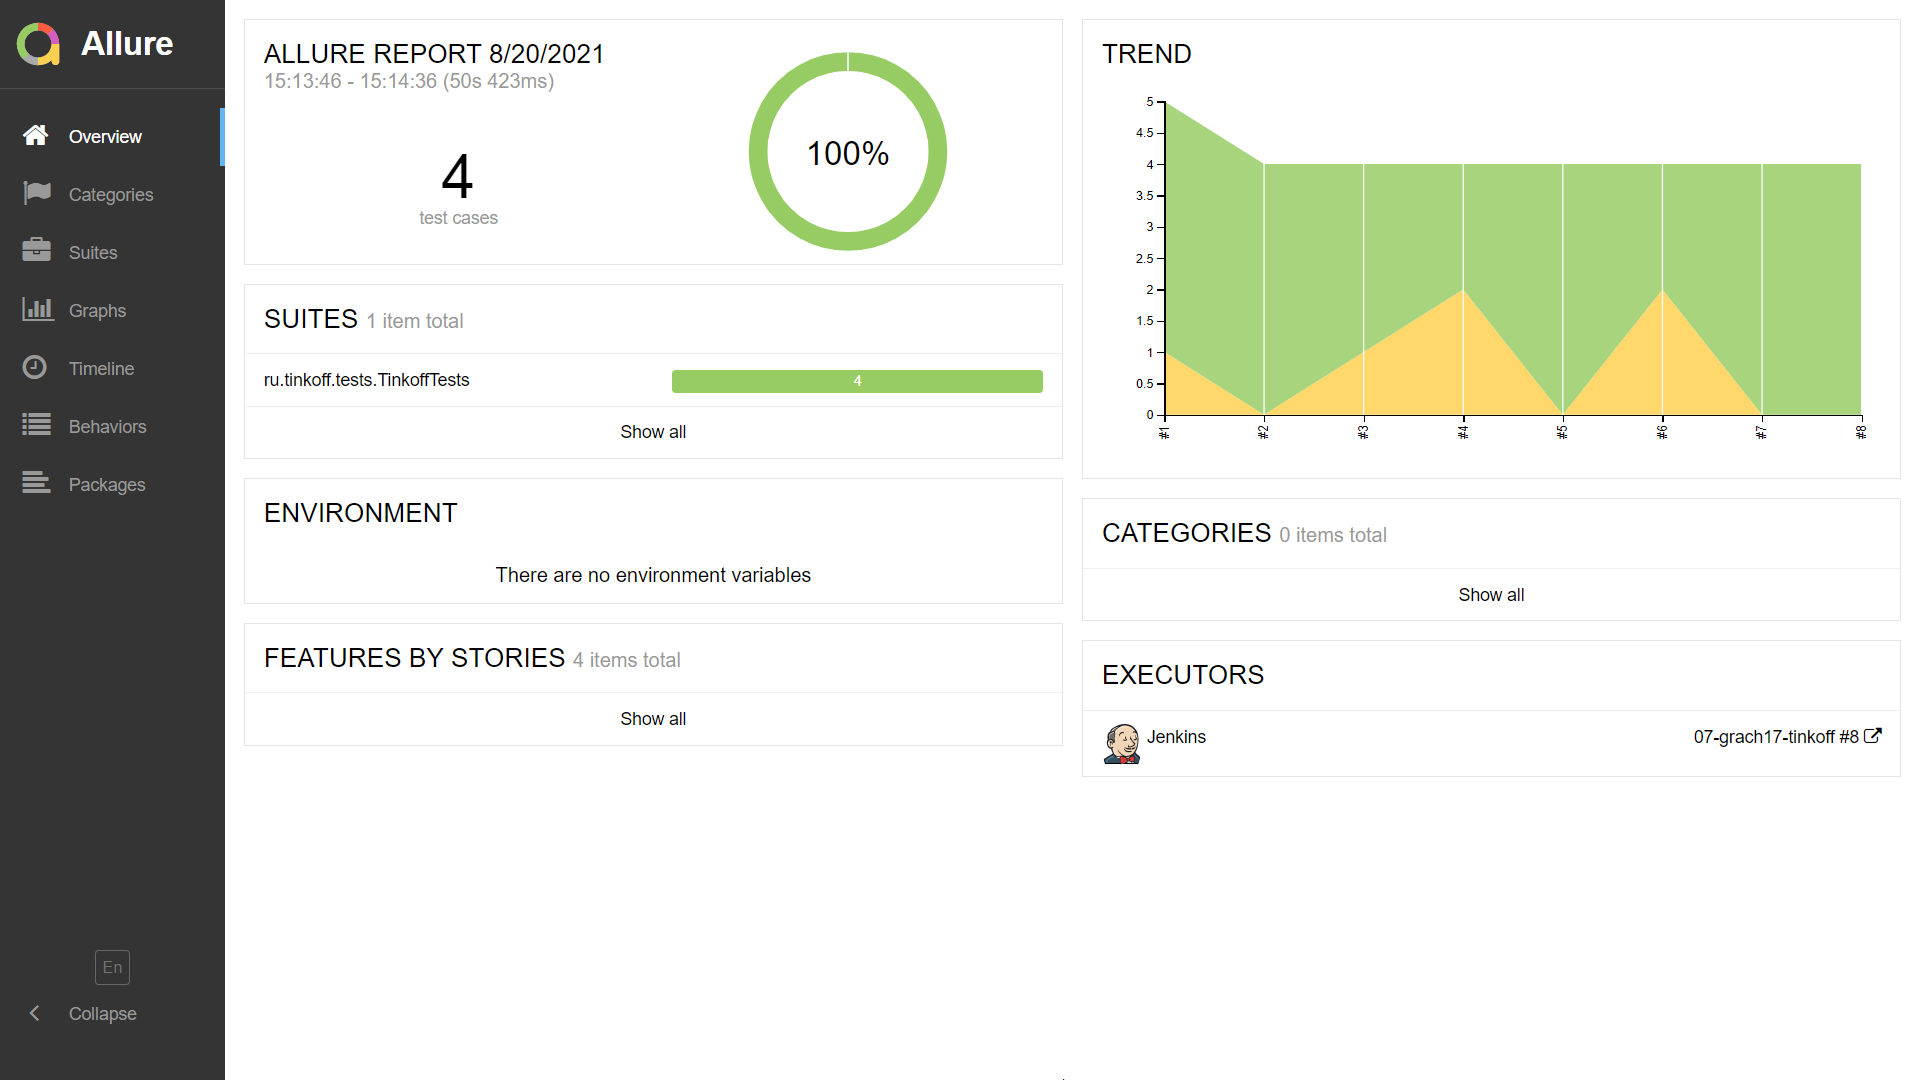 Allure
Overview
Categories
Suites
Graphs
Timeline
Behaviors
Packages
En
Collapse
ALLURE REPORT 8/20/2021
15:13:46 - 15:14:36 (50s 423ms)
4
test cases
100%
SUITES 1 item total
ru.tinkoff.tests.TinkoffTests 4
Show all
ENVIRONMENT
There are no environment variables
FEATURES BY STORIES 4 items total
Show all
TREND
5
4.5
4
3.5
3
2.5
2
1.5
1
0.5
0
#1 #2 #3 #4 #5 #6 #7 #8
CATEGORIES 0 items total
Show all
EXECUTORS
Jenkins 07-grach17-tinkoff #8